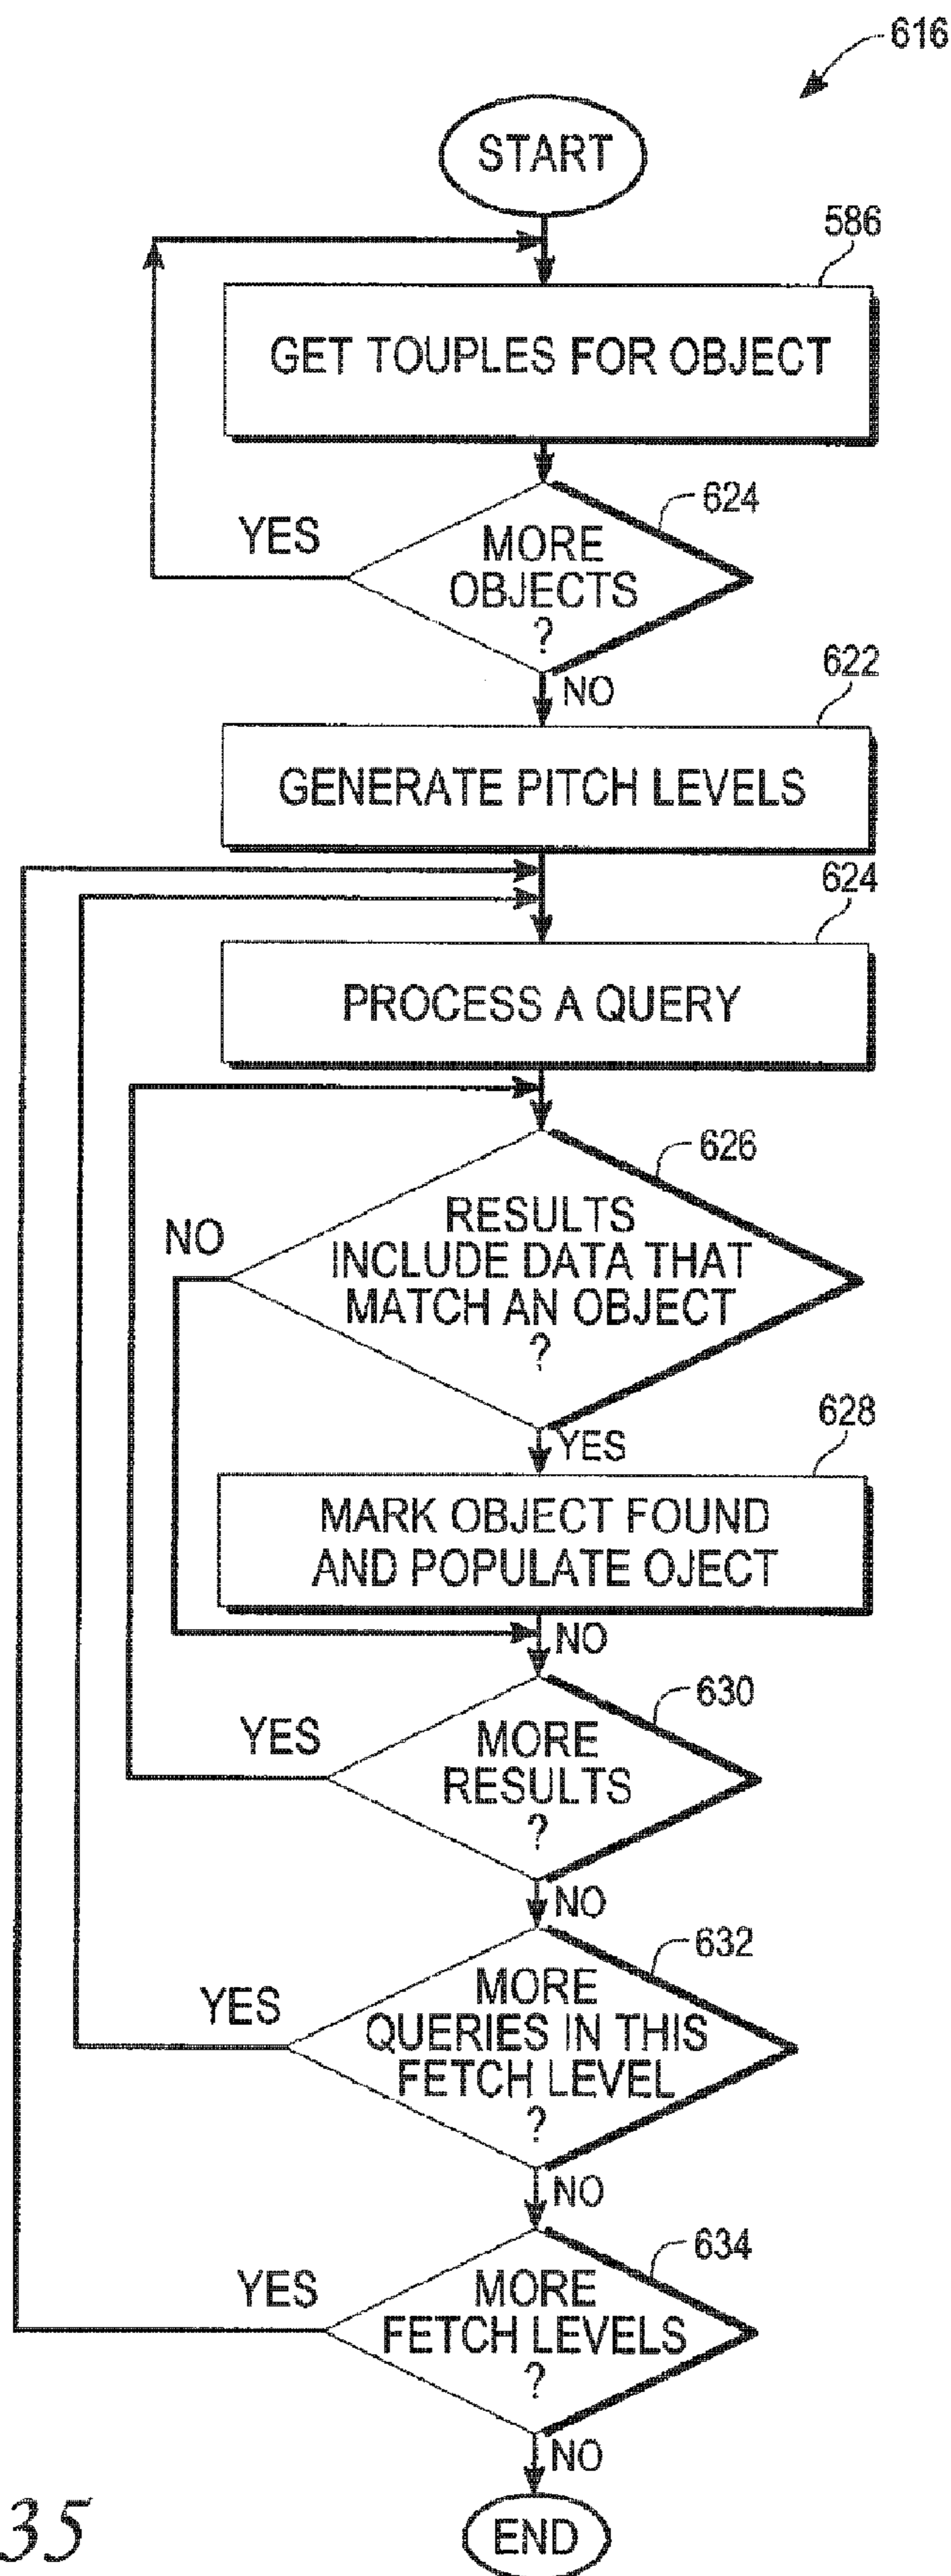 616
START
586
GET TOUPLES FOR OBJECT
624
YES
MORE
OBJECTS
?
NO
622
GENERATE PITCH LEVELS
624
PROCESS A QUERY
626
NO
RESULTS
INCLUDE DATA THAT
MATCH AN OBJECT
?
YES
628
MARK OBJECT FOUND
AND POPULATE OJECT
NO
630
YES
MORE
RESULTS
?
NO
632
YES
MORE
QUERIES IN THIS
FETCH LEVEL
?
NO
634
YES
MORE
FETCH LEVELS
?
NO
END
35